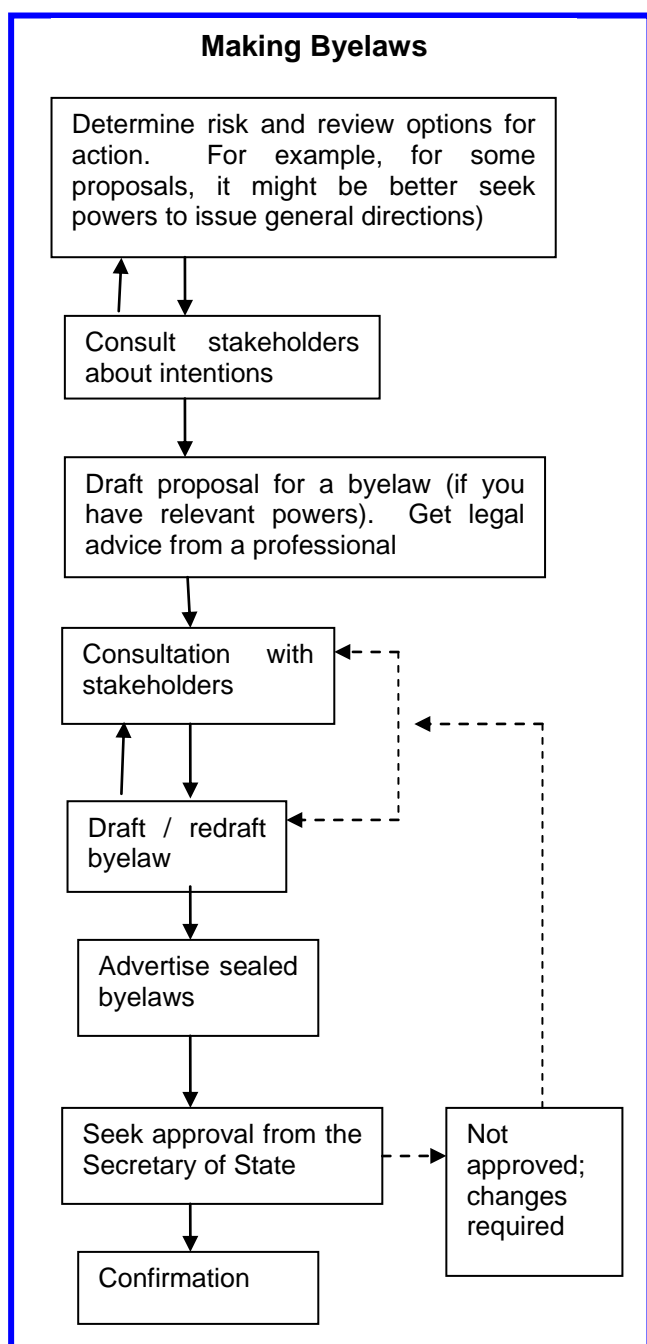 Making Byelaws
Determine risk and review options for
action. For example, for some
proposals, it might be better seek
powers to issue general directions)
Consult stakeholders
about intentions
Draft proposal for a byelaw (if you
have relevant powers). Get legal
advice from a professional
Consultation with
stakeholders
Draft / redraft
byelaw
Advertise sealed
byelaws
Seek approval from the
Secretary of State
Not
approved;
changes
required
Confirmation